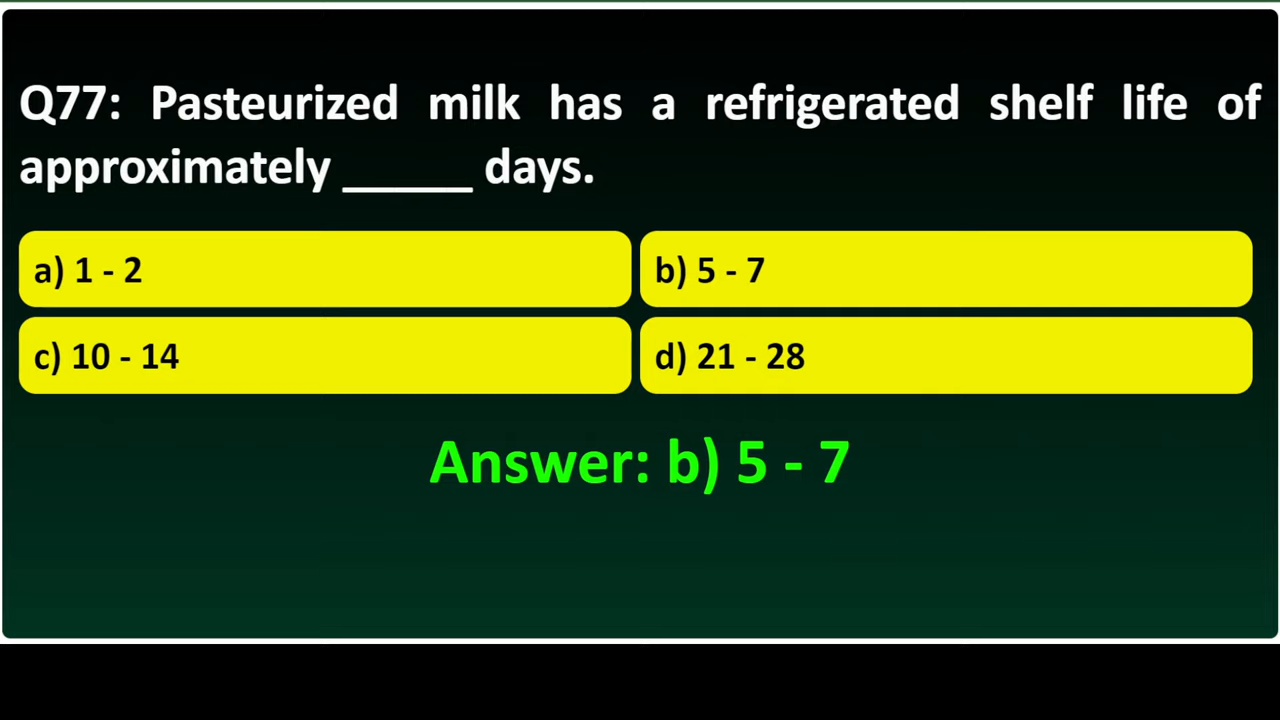 Q77: Pasteurized milk has a refrigerated shelf life of
approximately ______ days.
a) 1 - 2
b) 5 - 7
c) 10 - 14
d) 21 - 28
Answer: b) 5 - 7